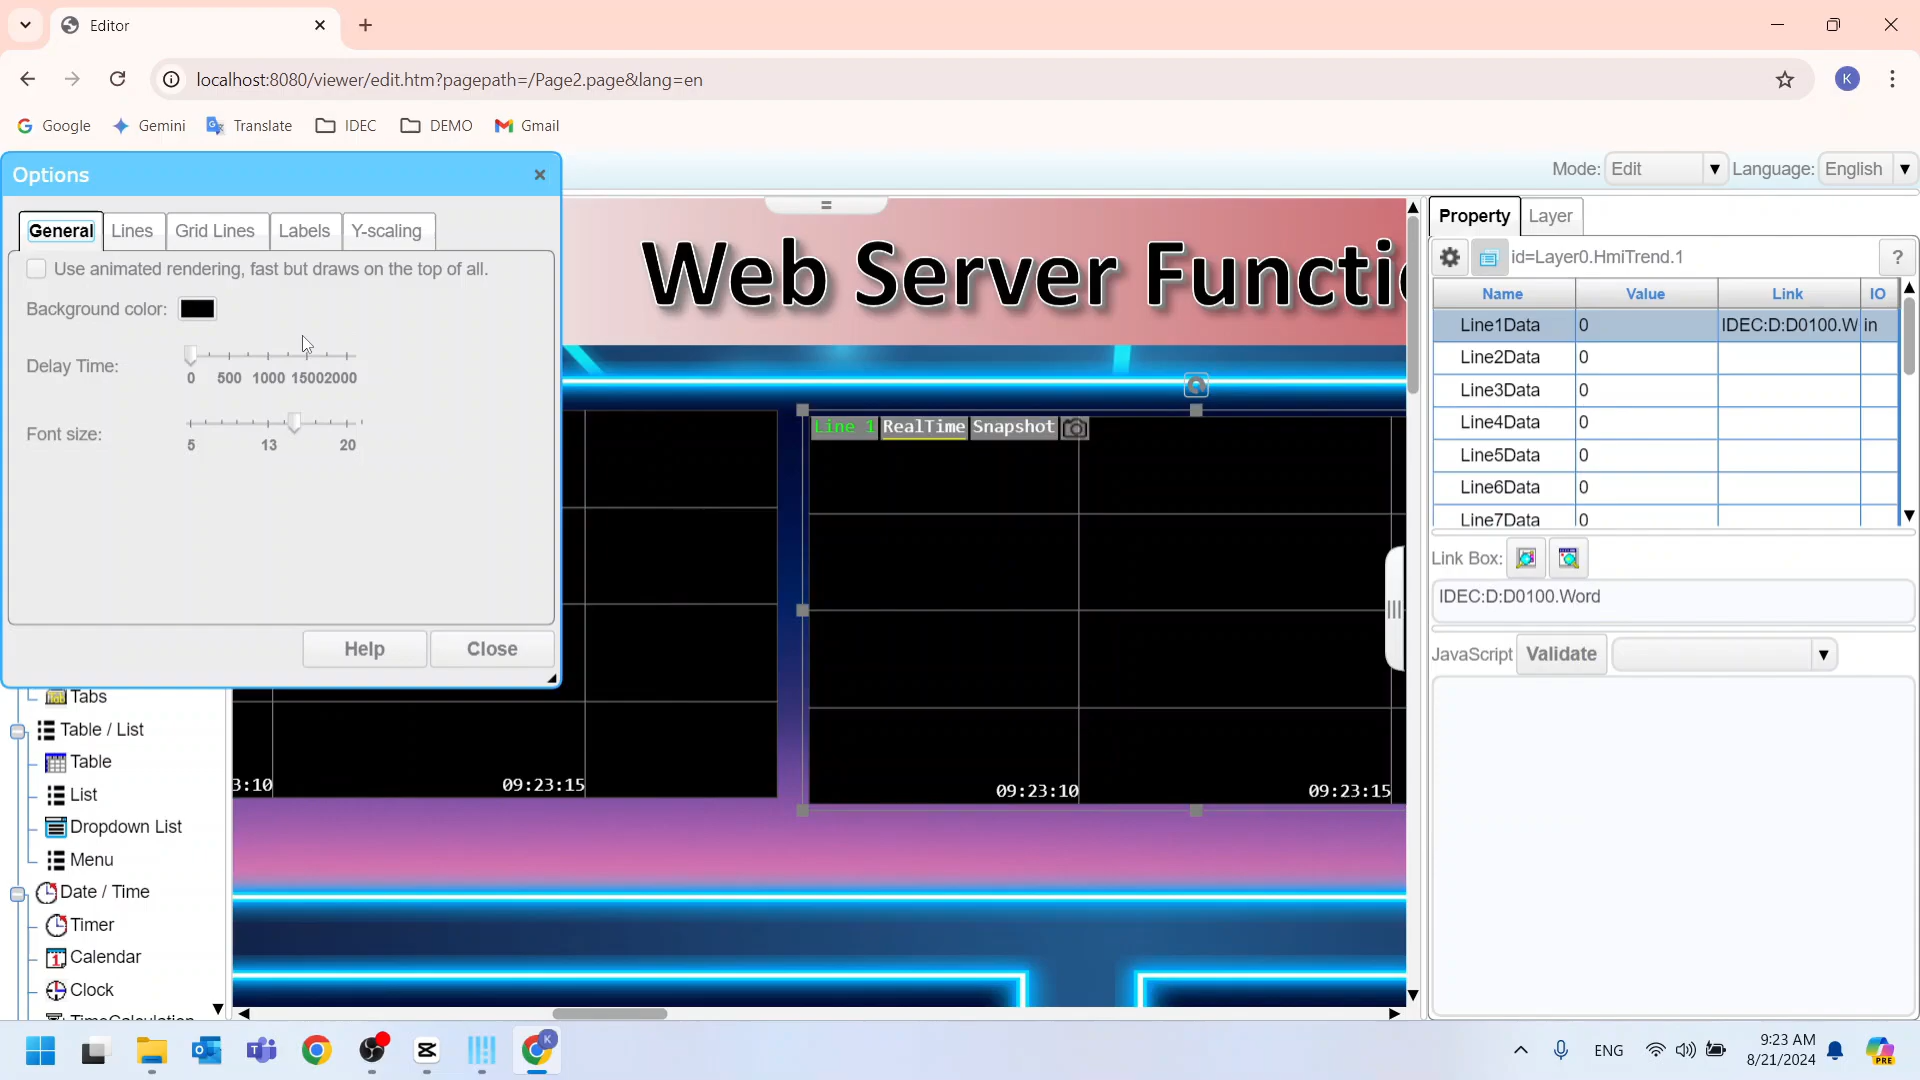 Editor
localhost:8080/viewer/edit.htm?pagepath=/Page2.page&lang=en
K
Google
Gemini
Translate
IDEC
DEMO
Gmail
Options
Mode: Edit
Language: English
General
Lines
Grid Lines
Labels
Y-scaling
Use animated rendering, fast but draws on the top of all.
Background color:
Delay Time:
0 500 1000 1500 2000
Font size:
5 13 20
Help
Close
Web Server Functi
Line 1 RealTime Snapshot
3:10
09:23:15
09:23:10
09:23:15
Property
Layer
id=Layer0.HmiTrend.1
?
Name Value Link IO
Line1Data 0 IDEC:D:D0100.W in
Line2Data 0
Line3Data 0
Line4Data 0
Line5Data 0
Line6Data 0
Line7Data 0
Link Box:
IDEC:D:D0100.Word
JavaScript Validate
Tabs
Table / List
Table
List
Dropdown List
Menu
Date / Time
Timer
Calendar
Clock
K
ENG
9:23 AM
8/21/2024
PRE